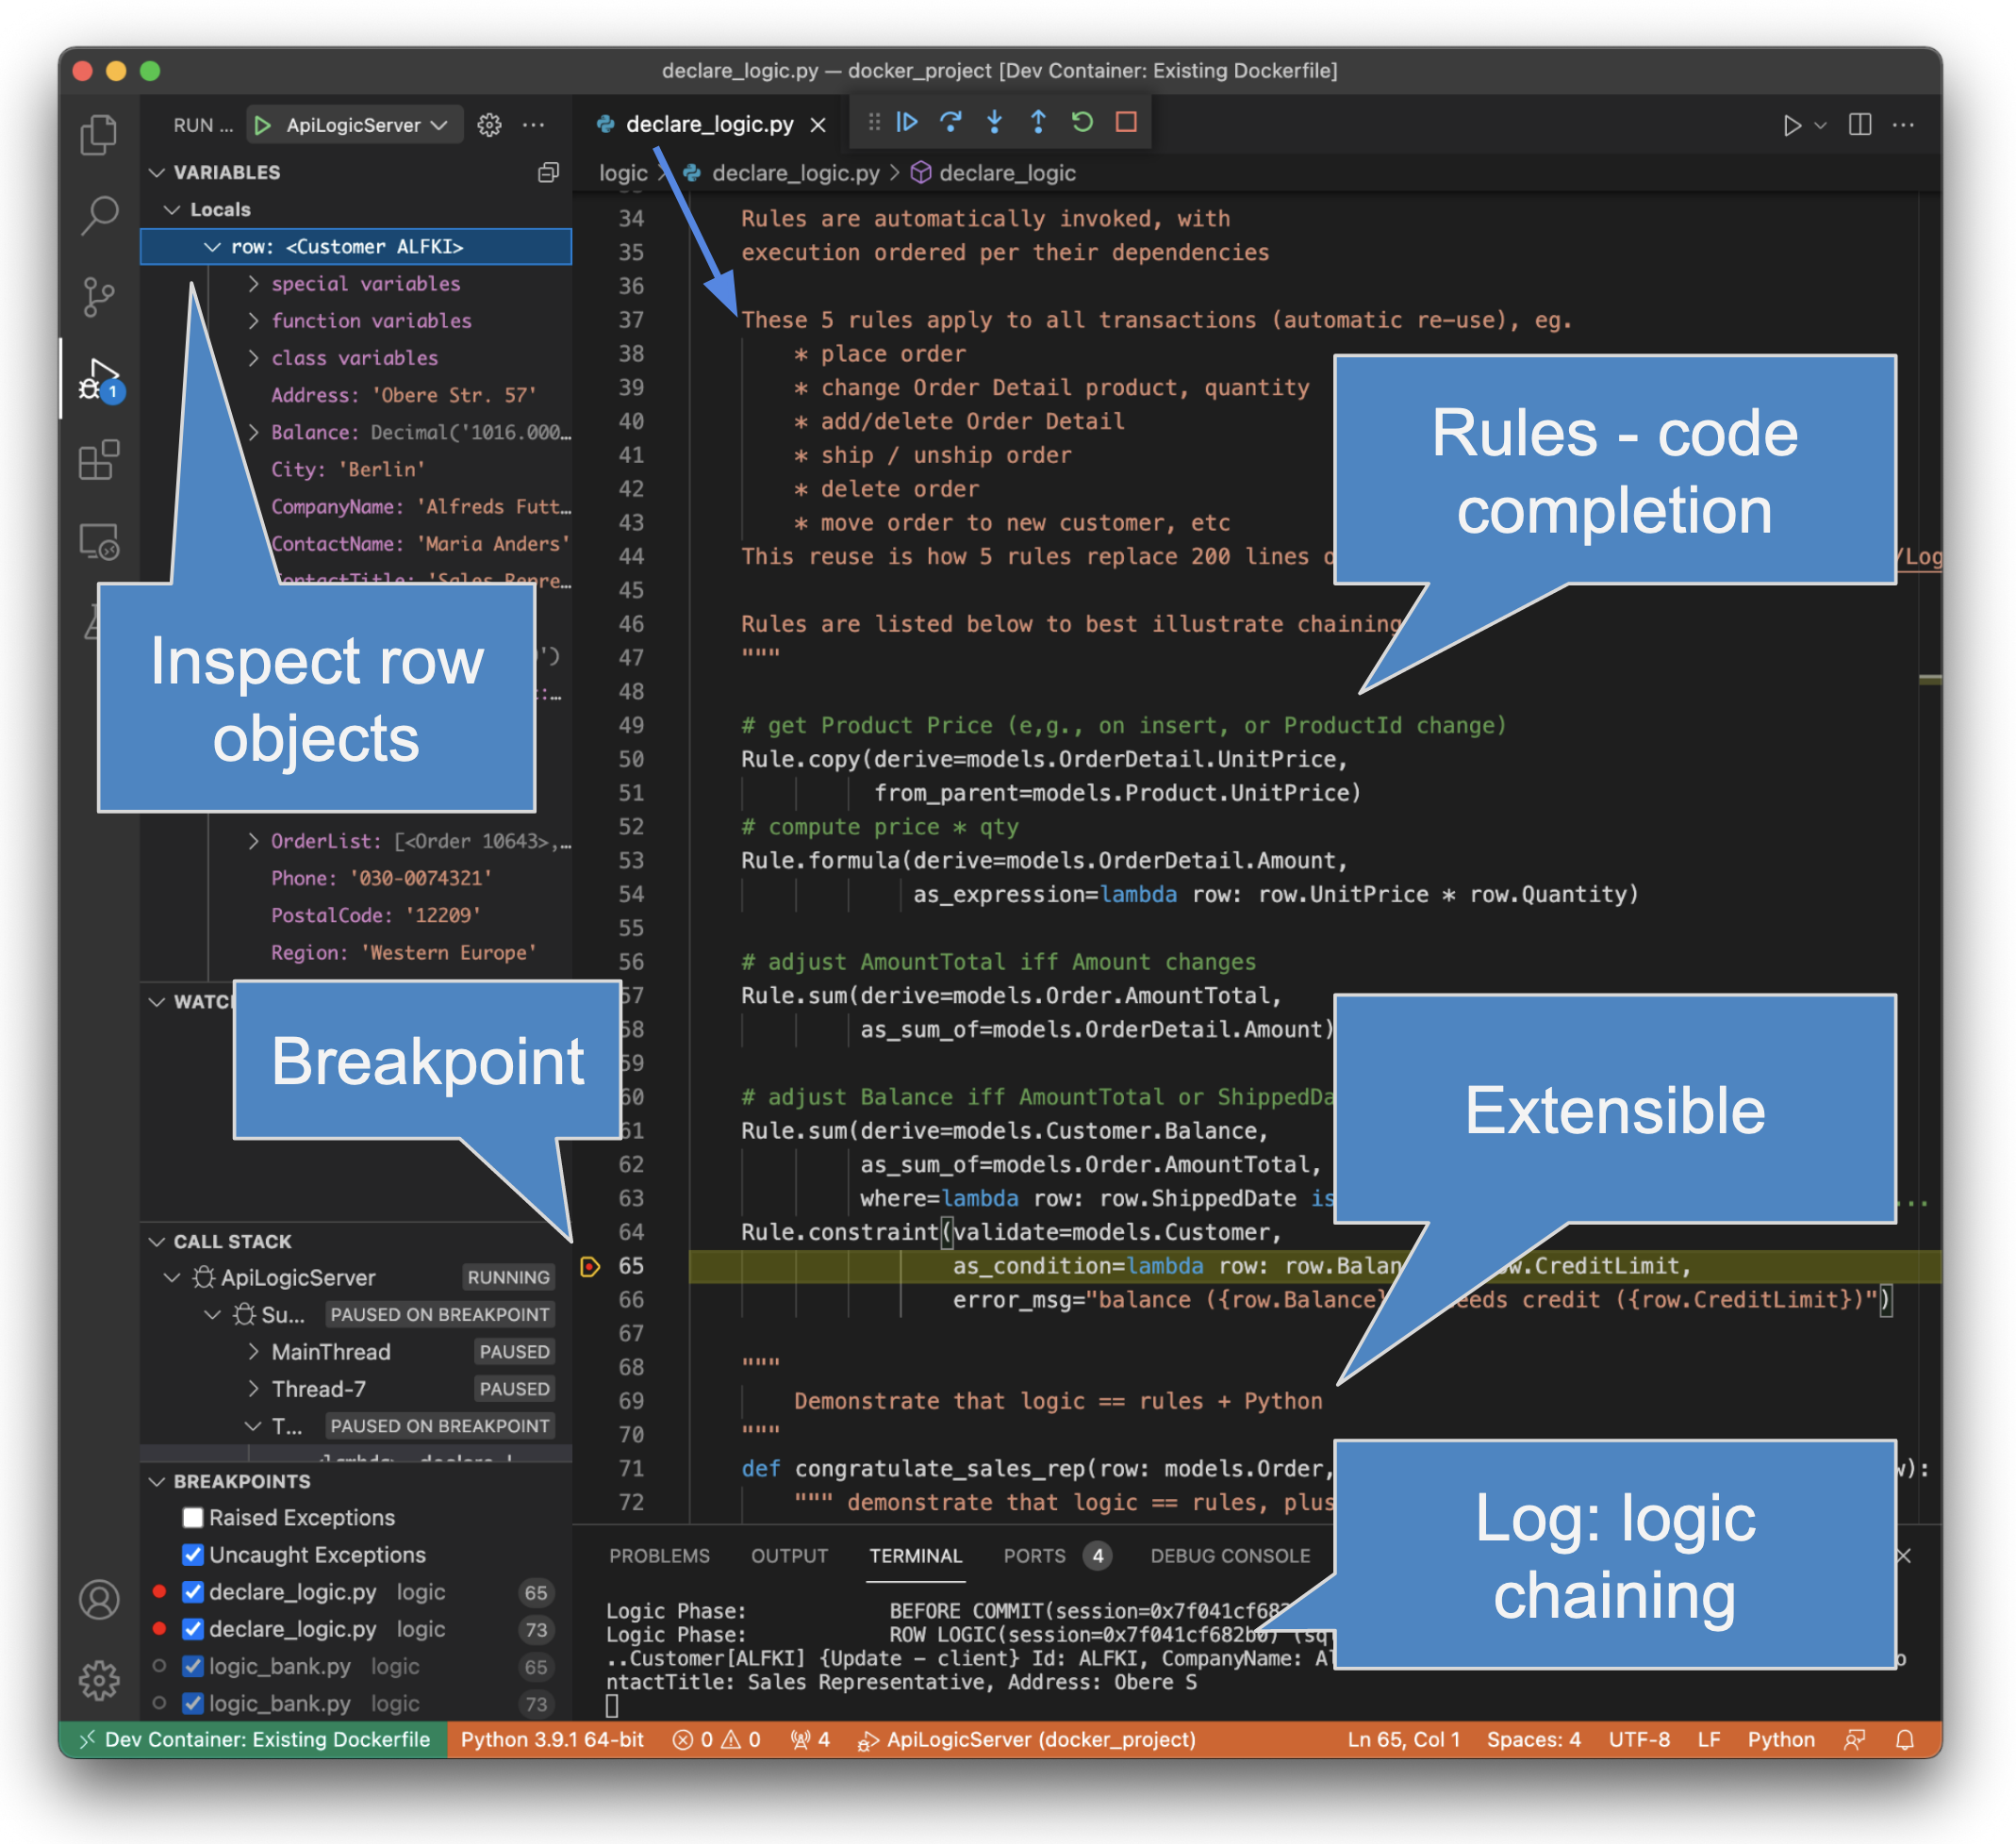 declare_logic.py — docker_project [Dev Container: Existing Dockerfile]
RUN ... ApiLogicServer
VARIABLES
Locals
row: <Customer ALFKI>
special variables
function variables
class variables
Address: 'Obere Str. 57'
Balance: Decimal('1016.000…
City: 'Berlin'
CompanyName: 'Alfreds Futt…
ContactName: 'Maria Anders'
ContactTitle: 'Sales Repre…
Inspect row
objects
OrderList: [<Order 10643>,…
Phone: '030-0074321'
PostalCode: '12209'
Region: 'Western Europe'
Breakpoint
CALL STACK
ApiLogicServer RUNNING
Su... PAUSED ON BREAKPOINT
MainThread PAUSED
Thread-7 PAUSED
T... PAUSED ON BREAKPOINT
BREAKPOINTS
Raised Exceptions
Uncaught Exceptions
declare_logic.py logic 65
declare_logic.py logic 73
logic_bank.py logic 65
logic_bank.py logic 73
declare_logic.py
logic > declare_logic.py > declare_logic
34 Rules are automatically invoked, with
35 execution ordered per their dependencies
36
37 These 5 rules apply to all transactions (automatic re-use), eg.
38 * place order
39 * change Order Detail product, quantity
40 * add/delete Order Detail
41 * ship / unship order
42 * delete order
43 * move order to new customer, etc
44 This reuse is how 5 rules replace 200 lines /Log
45
46 Rules are listed below to best illustrate chaining
47 """
48
49 # get Product Price (e,g., on insert, or ProductId change)
50 Rule.copy(derive=models.OrderDetail.UnitPrice,
51 from_parent=models.Product.UnitPrice)
52 # compute price * qty
53 Rule.formula(derive=models.OrderDetail.Amount,
54 as_expression=lambda row: row.UnitPrice * row.Quantity)
55
56 # adjust AmountTotal iff Amount changes
57 Rule.sum(derive=models.Order.AmountTotal,
58 as_sum_of=models.OrderDetail.Amount)
59
60 # adjust Balance iff AmountTotal or
61 Rule.sum(derive=models.Customer.Balance,
62 as_sum_of=models.Order.AmountTotal,
63 where=lambda row: row.ShippedDate is ...
64 Rule.constraint(validate=models.Customer,
65 as_condition=lambda row: .CreditLimit,
66 error_msg="balance ({row.Balance} credit ({row.CreditLimit})")
67
68 """
69 Demonstrate that logic == rules + Python
70 """
71 def congratulate_sales_rep(row: models.Order, ):
72 """ demonstrate that logic == rules, plus
Rules - code
completion
Extensible
Log: logic
chaining
PROBLEMS OUTPUT TERMINAL PORTS 4 DEBUG CONSOLE
Logic Phase: BEFORE COMMIT(session=0x7f041cf68
Logic Phase: ROW LOGIC(session=0x7f041cf682b0) (sq
..Customer[ALFKI] {Update - client} Id: ALFKI, CompanyName:
ntactTitle: Sales Representative, Address: Obere S
Dev Container: Existing Dockerfile Python 3.9.1 64-bit 0 0 4 ApiLogicServer (docker_project) Ln 65, Col 1 Spaces: 4 UTF-8 LF Python